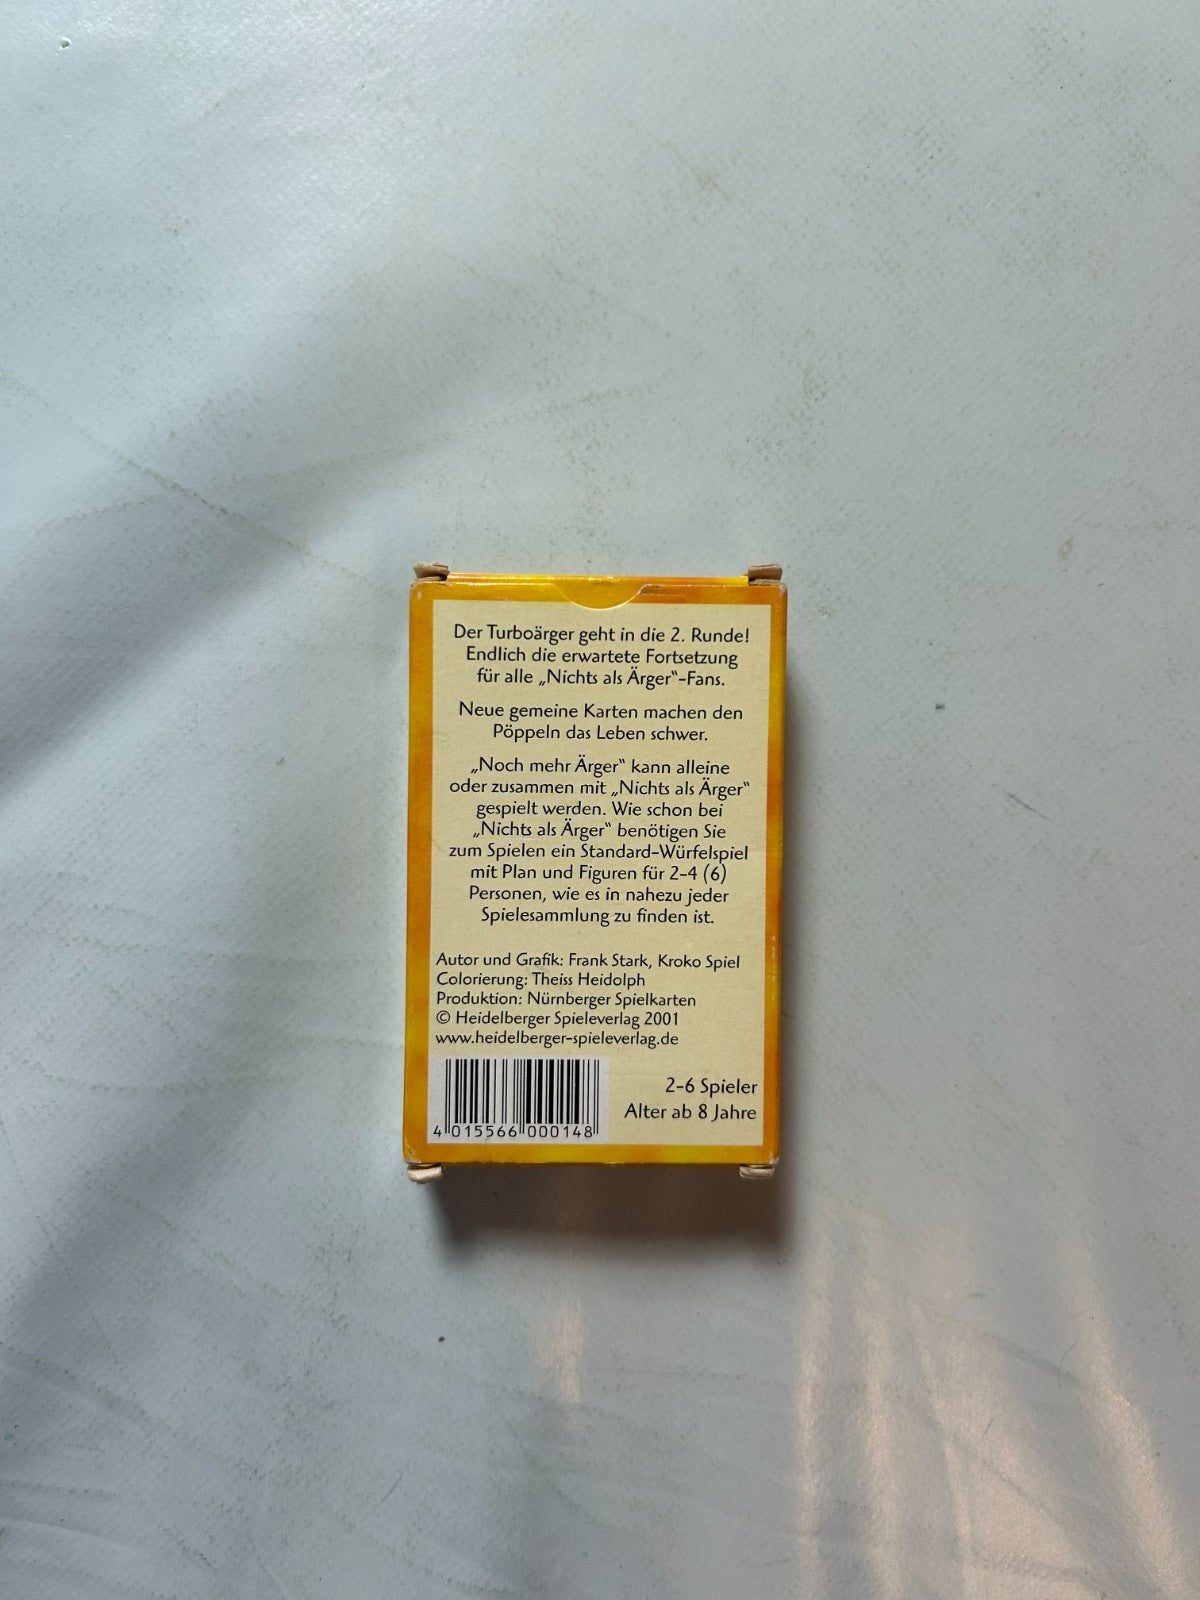 Der Turboärger geht in die 2. Runde!
Endlich die erwartete Fortsetzung
für alle „Nichts als Ärger“-Fans.
Neue gemeine Karten machen den
Pöppeln das Leben schwer.
„Noch mehr Ärger“ kann alleine
oder zusammen mit „Nichts als Ärger“
gespielt werden. Wie schon bei
„Nichts als Ärger“ benötigen Sie
zum Spielen ein Standard-Würfelspiel
mit Plan und Figuren für 2-4 (6)
Personen, wie es in nahezu jeder
Spielesammlung zu finden ist.
Autor und Grafik: Frank Stark, Kroko Spiel
Colorierung: Theiss Heidolph
Produktion: Nürnberger Spielkarten
© Heidelberger Spieleverlag 2001
www.heidelberger-spieleverlag.de
2-6 Spieler
Alter ab 8 Jahre
4 015566 000148